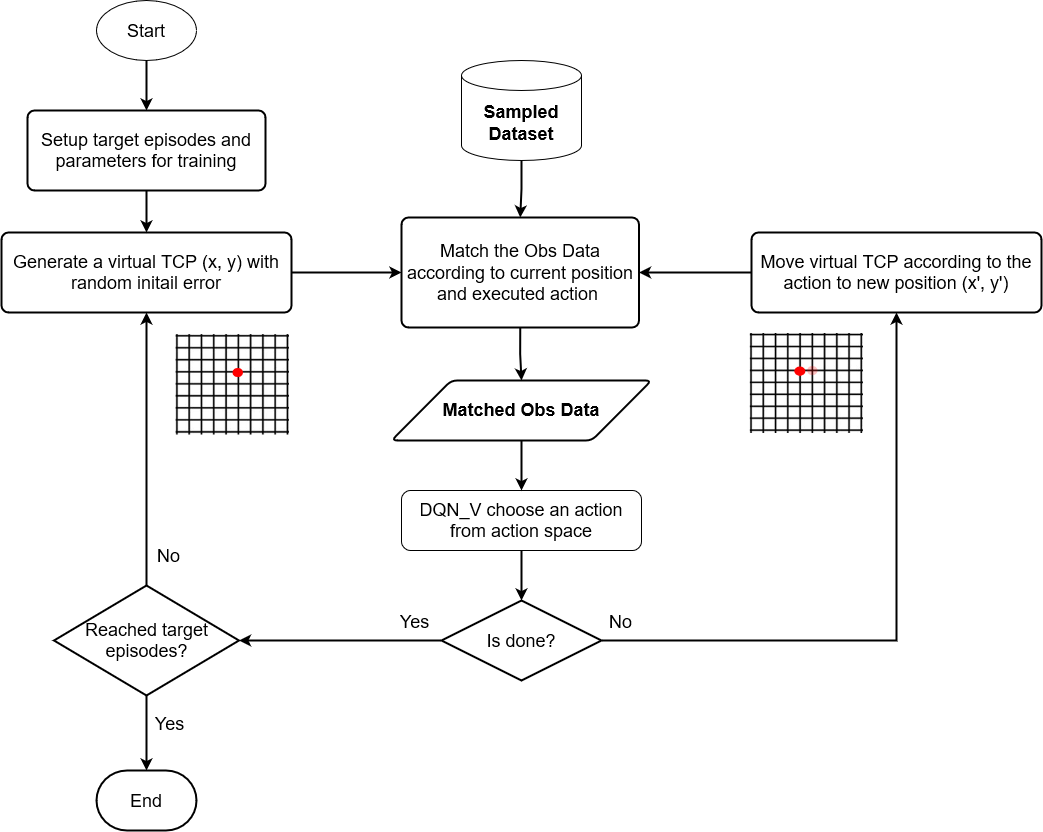 Start
Setup target episodes and
parameters for training
Sampled
Dataset
Generate a virtual TCP (x, y) with
random initail error
Match the Obs Data
according to current position
and executed action
Move virtual TCP according to the
action to new position (x', y')
Matched Obs Data
DQN_V choose an action
from action space
Is done?
Yes
No
Reached target
episodes?
No
Yes
End